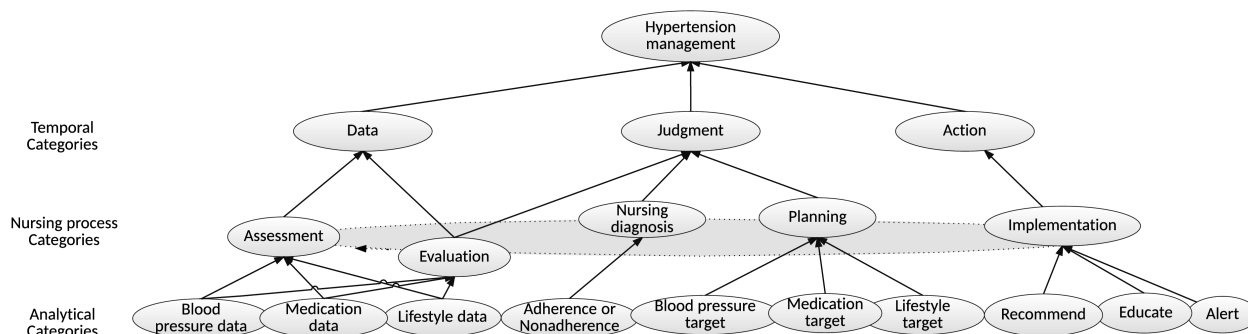 Hypertension
management
Temporal
Categories
Data
Judgment
Action
Nursing process
Categories
Assessment
Evaluation
Nursing
diagnosis
Planning
Implementation
Analytical
Categories
Blood
pressure data
Medication
data
Lifestyle data
Adherence or
Nonadherence
Blood pressure
target
Medication
target
Lifestyle
target
Recommend
Educate
Alert